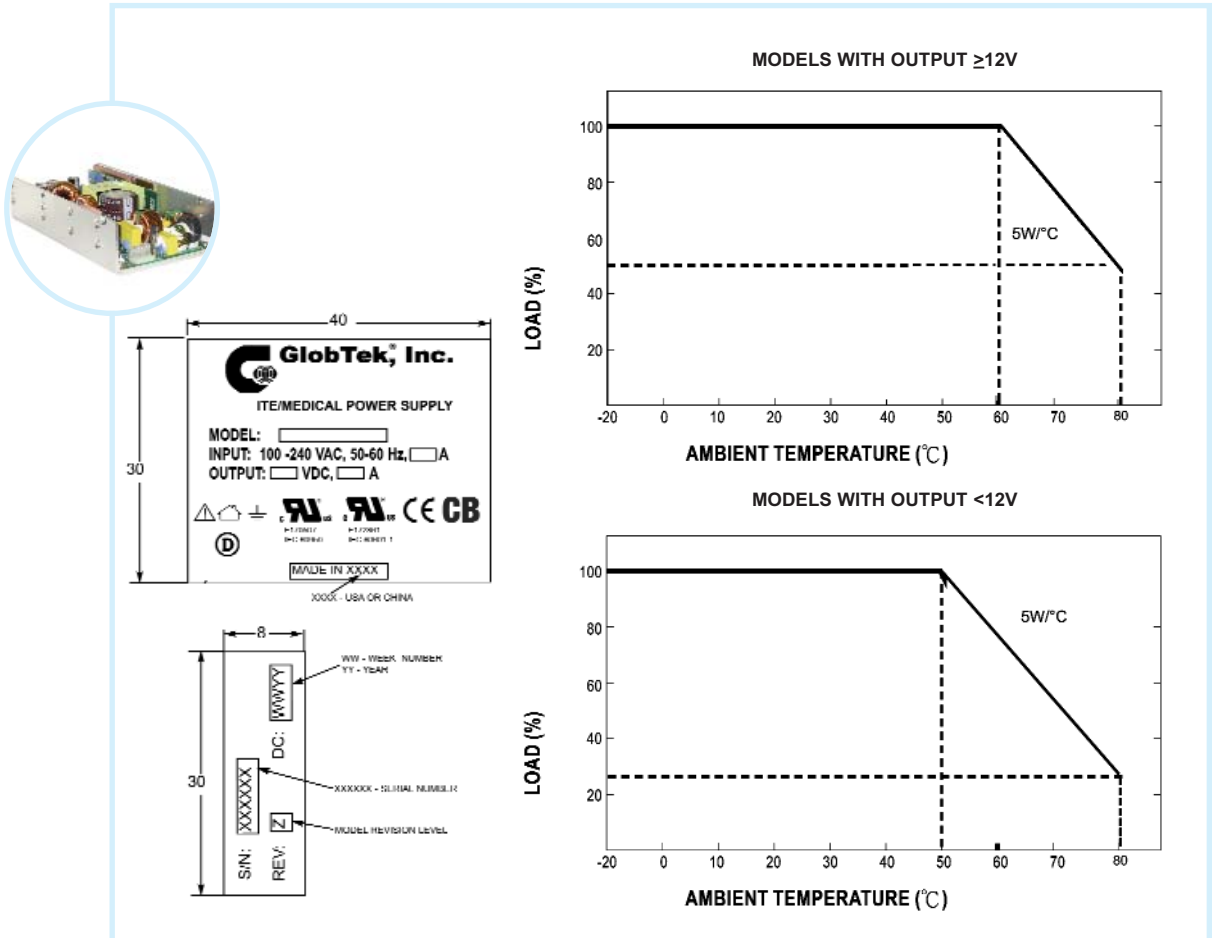 MODELS WITH OUTPUT ≥12V
100
80
60
40
20
5W/°C
LOAD (%)
-20 0 10 20 30 40 50 60 70 80
AMBIENT TEMPERATURE (℃)
40
30
GlobTek, Inc.
ITE/MEDICAL POWER SUPPLY
MODEL:
INPUT: 100 -240 VAC, 50-60 Hz, A
OUTPUT: VDC, A
c RU us RU us CE CB
D
MADE IN XXXX
XXXX - USA OR CHINA
MODELS WITH OUTPUT <12V
100
80
60
40
20
5W/°C
LOAD (%)
-20 0 10 20 30 40 50 60 70 80
AMBIENT TEMPERATURE (℃)
8
30
WW - WEEK NUMBER
YY - YEAR
DC: WWYY
XXXXXX - SERIAL NUMBER
S/N: XXXXXX
MODEL REVISION LEVEL
REV: Z